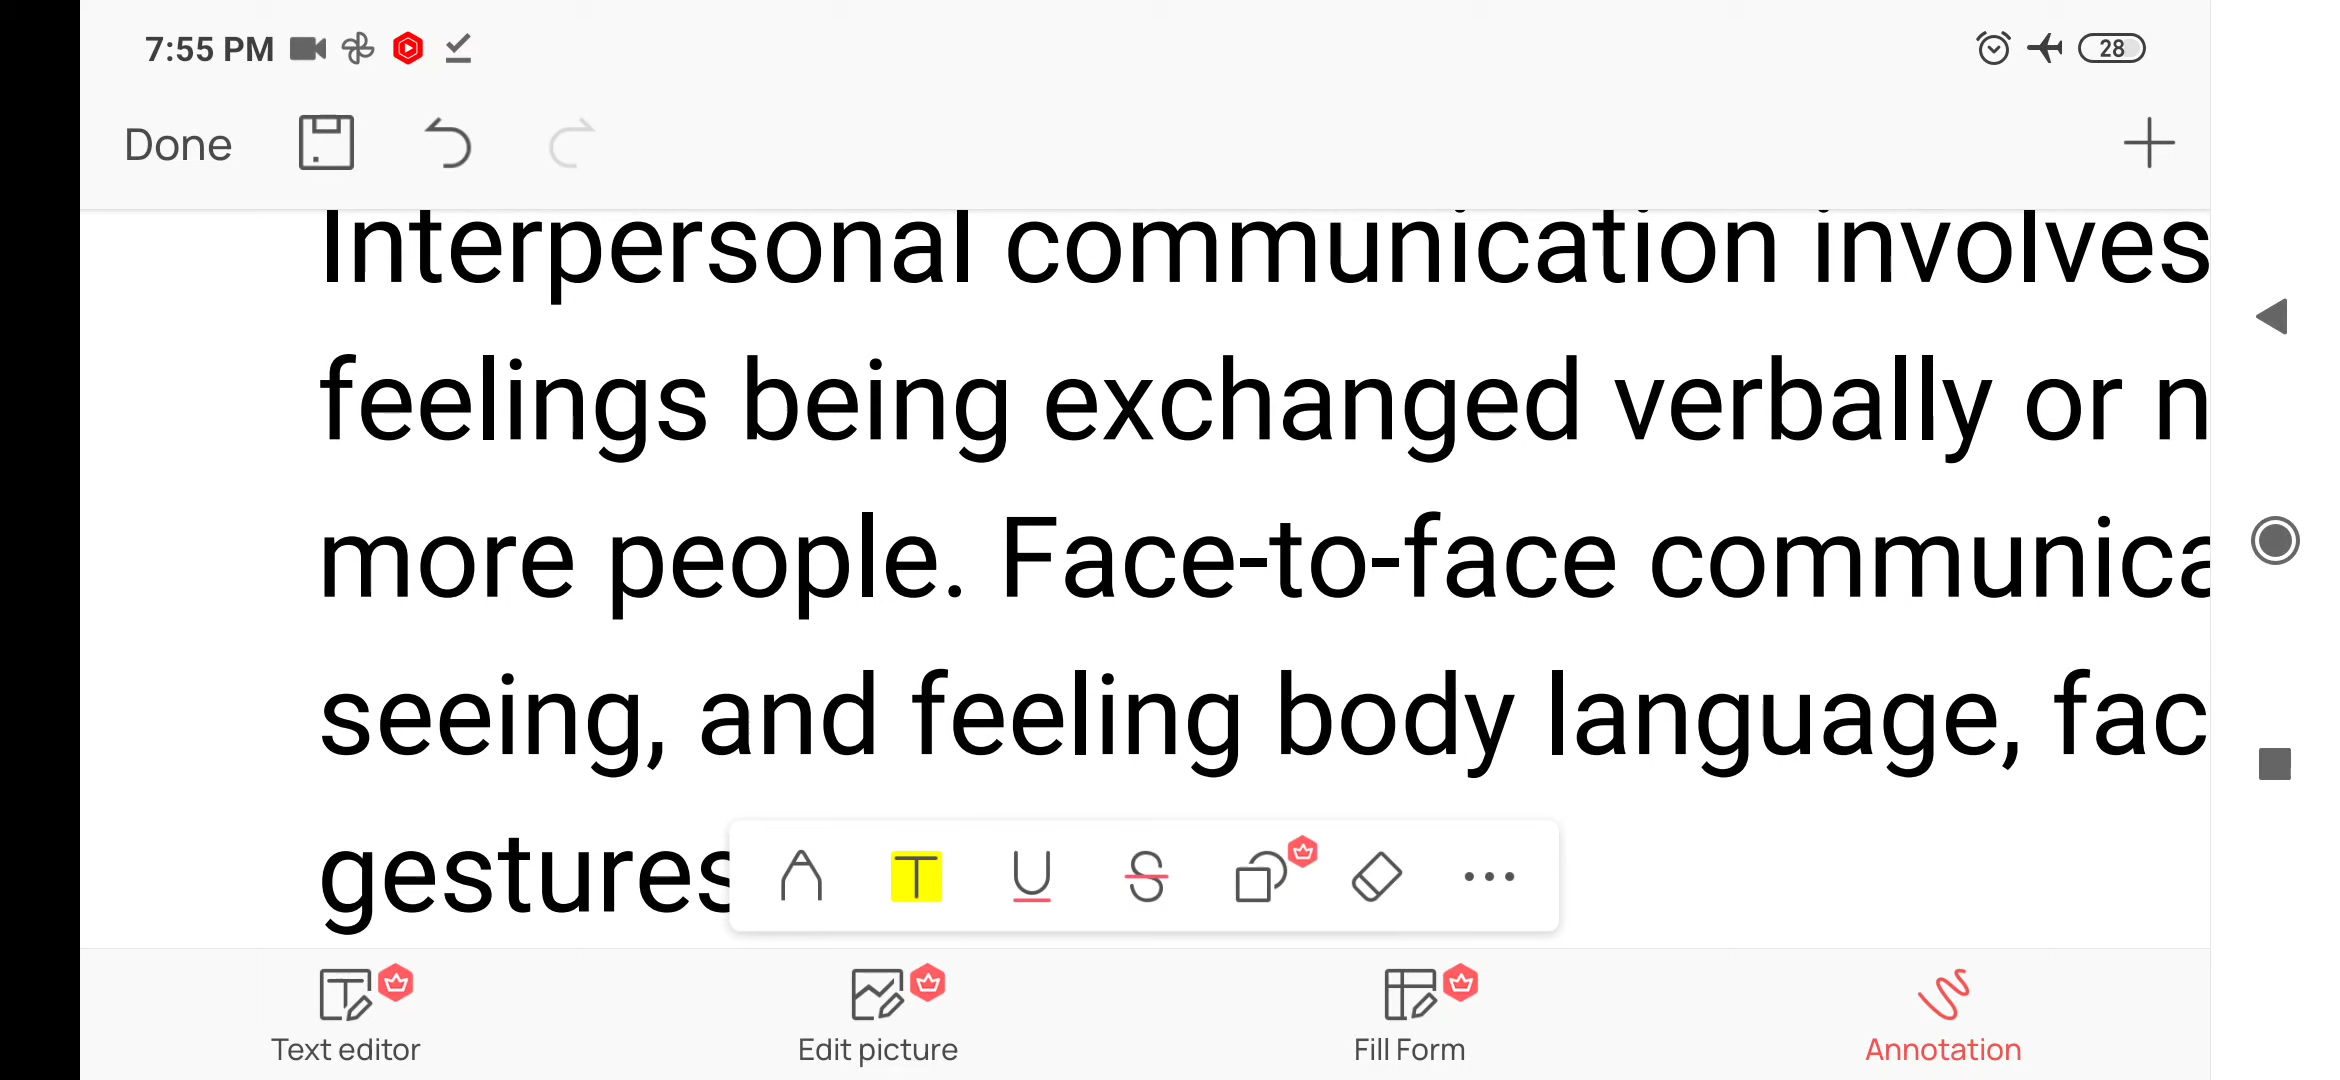 7:55 PM
28
Done
Interpersonal communication involves
feelings being exchanged verbally or n
more people. Face-to-face communica
seeing, and feeling body language, fac
gestures
Text editor
Edit picture
Fill Form
Annotation